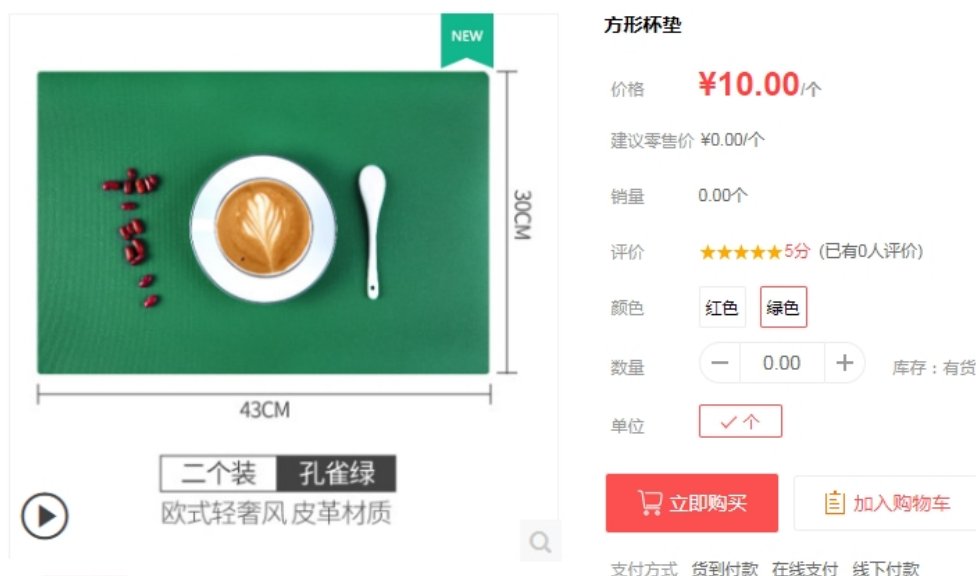 NEW
30CM
43CM
二个装 孔雀绿
欧式轻奢风 皮革材质
方形杯垫
价格 ¥10.00/个
建议零售价 ¥0.00/个
销量 0.00个
评价 ★★★★★5分 (已有0人评价)
颜色 红色 绿色
数量 − 0.00 + 库存：有货
单位 ✓个
立即购买 加入购物车
支付方式 货到付款 在线支付 线下付款